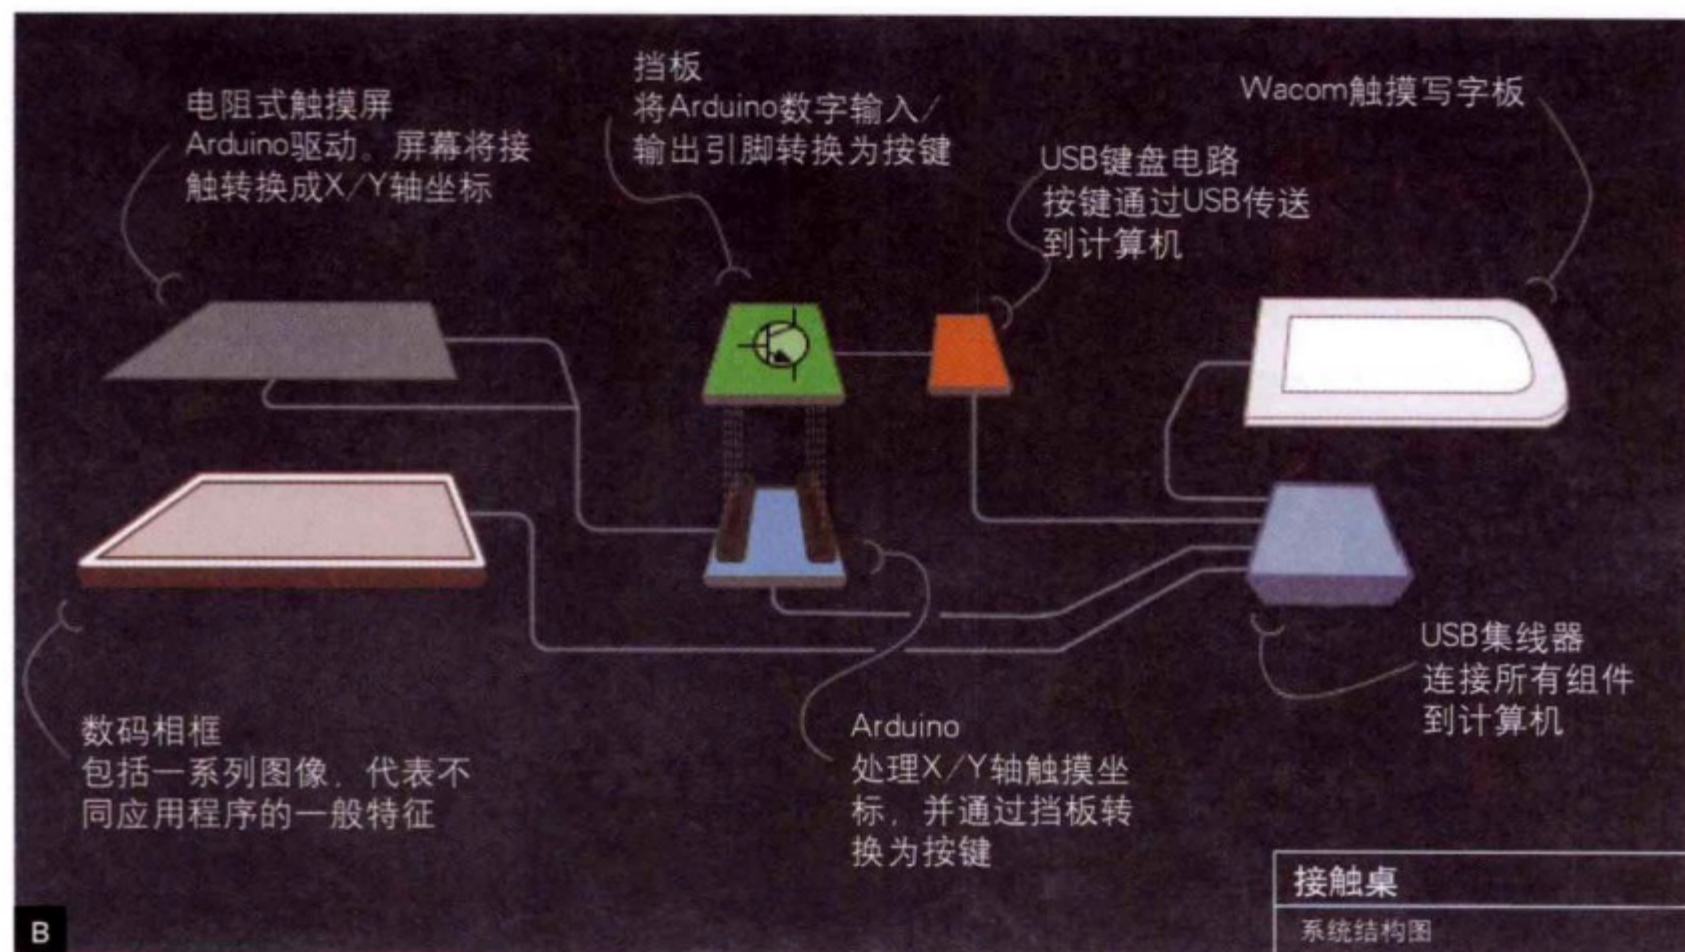 电阻式触摸屏
Arduino驱动。屏幕将接
触转换成X/Y轴坐标
挡板
将Arduino数字输入/
输出引脚转换为按键
USB键盘电路
按键通过USB传送
到计算机
Wacom触摸写字板
数码相框
包括一系列图像，代表不
同应用程序的一般特征
Arduino
处理X/Y轴触摸坐
标，并通过挡板转
换为按键
USB集线器
连接所有组件
到计算机
接触桌
系统结构图
B